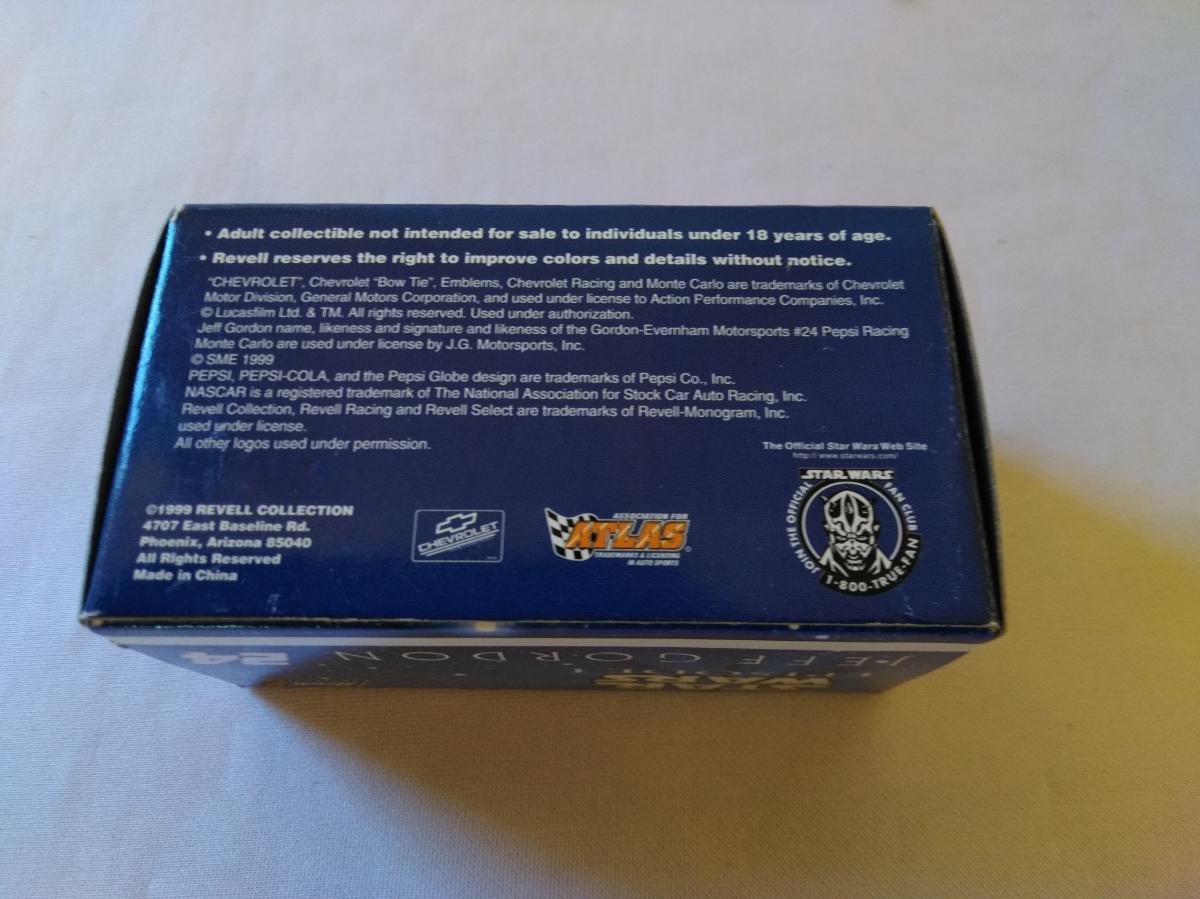 • Adult collectible not intended for sale to individuals under 18 years of age.
• Revell reserves the right to improve colors and details without notice.
"CHEVROLET", Chevrolet "Bow Tie", Emblems, Chevrolet Racing and Monte Carlo are trademarks of Chevrolet
Motor Division, General Motors Corporation, and used under license to Action Performance Companies, Inc.
© Lucasfilm Ltd. & TM. All rights reserved. Used under authorization.
Jeff Gordon name, likeness and signature and likeness of the Gordon-Evernham Motorsports #24 Pepsi Racing
Monte Carlo are used under license by J.G. Motorsports, Inc.
© SME 1999
PEPSI, PEPSI-COLA, and the Pepsi Globe design are trademarks of Pepsi Co., Inc.
NASCAR is a registered trademark of The National Association for Stock Car Auto Racing, Inc.
Revell Collection, Revell Racing and Revell Select are trademarks of Revell-Monogram, Inc.
used under license.
All other logos used under permission.
The Official Star Wars Web Site
http://www.starwars.com/
©1999 REVELL COLLECTION
4707 East Baseline Rd.
Phoenix, Arizona 85040
All Rights Reserved
Made in China
CHEVROLET
ASSOCIATION FOR
ATLAS
TRADEMARKS & LICENSING
IN AUTO SPORTS
STAR WARS
JOIN THE OFFICIAL FAN CLUB
1-800-TRUE-FAN
JEFF GORDON 24
STAR WARS
EPISODE I